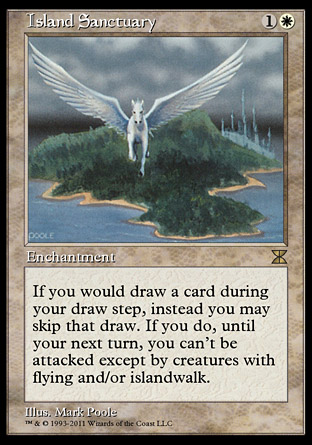 Island Sanctuary 1
POOLE
Enchantment
If you would draw a card during
your draw step, instead you may
skip that draw. If you do, until
your next turn, you can't be
attacked except by creatures with
flying and/or islandwalk.
Illus. Mark Poole
™ & © 1993-2011 Wizards of the Coast LLC